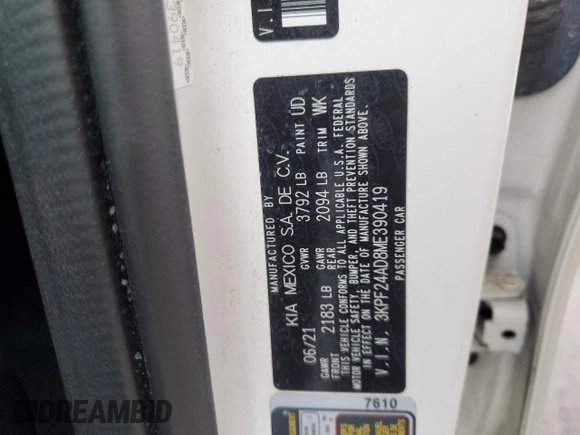 V.I.N
390419
MANUFACTURED BY
KIA MEXICO S.A. DE C.V.
06/21 GVWR 3792 LB PAINT UD
GAWR FRONT 2183 LB GAWR REAR 2094 LB TRIM WK
THIS VEHICLE CONFORMS TO ALL APPLICABLE U.S.A. FEDERAL
MOTOR VEHICLE SAFETY, BUMPER, AND THEFT PREVENTION STANDARDS
IN EFFECT ON THE DATE OF MANUFACTURE SHOWN ABOVE.
V.I.N. 3KPF24AD8ME390419
PASSENGER CAR
7610
DREAMBID